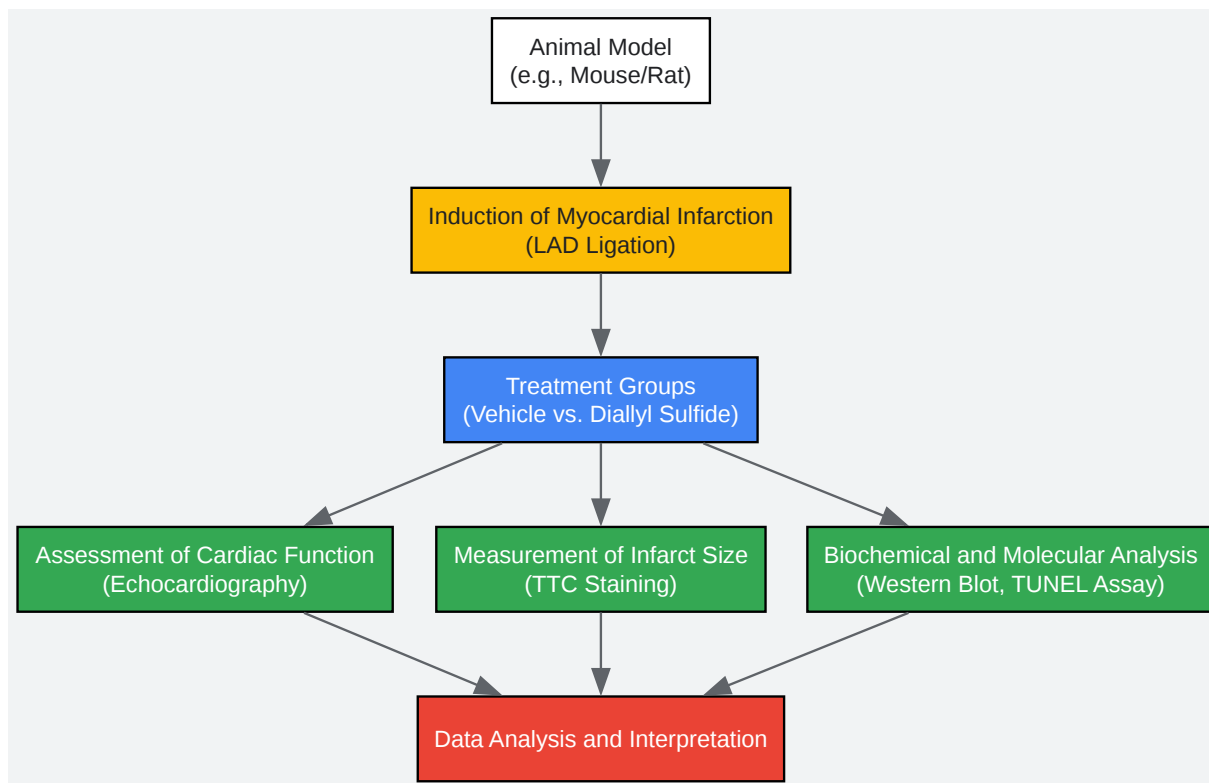 Animal Model
(e.g., Mouse/Rat)
Induction of Myocardial Infarction
(LAD Ligation)
Treatment Groups
(Vehicle vs. Diallyl Sulfide)
Assessment of Cardiac Function
(Echocardiography)
Measurement of Infarct Size
(TTC Staining)
Biochemical and Molecular Analysis
(Western Blot, TUNEL Assay)
Data Analysis and Interpretation